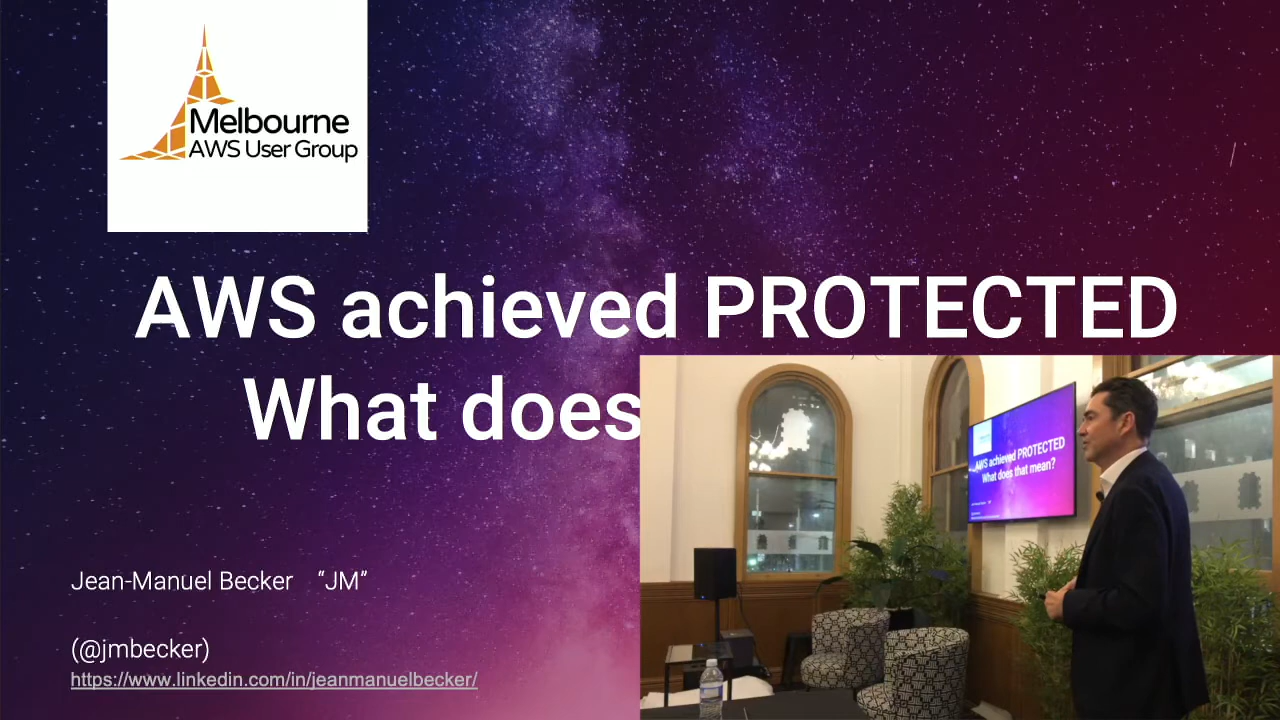 Melbourne
AWS User Group
AWS achieved PROTECTED
What does
Jean-Manuel Becker “JM”
(@jmbecker)
https://www.linkedin.com/in/jeanmanuelbecker/
AWS achieved PROTECTED
What does that mean?